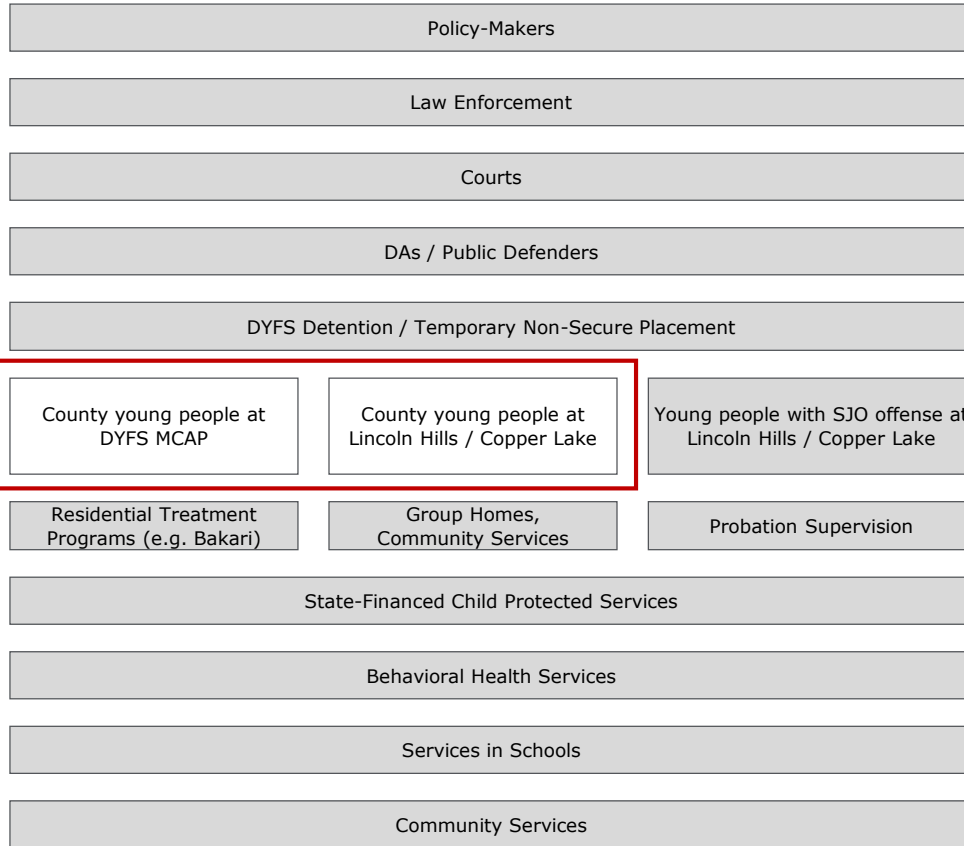 Policy-Makers
Law Enforcement
Courts
DAs / Public Defenders
DYFS Detention / Temporary Non-Secure Placement
County young people at
DYFS MCAP
County young people at
Lincoln Hills / Copper Lake
Young people with SJO offense at
Lincoln Hills / Copper Lake
Residential Treatment
Programs (e.g. Bakari)
Group Homes,
Community Services
Probation Supervision
State-Financed Child Protected Services
Behavioral Health Services
Services in Schools
Community Services